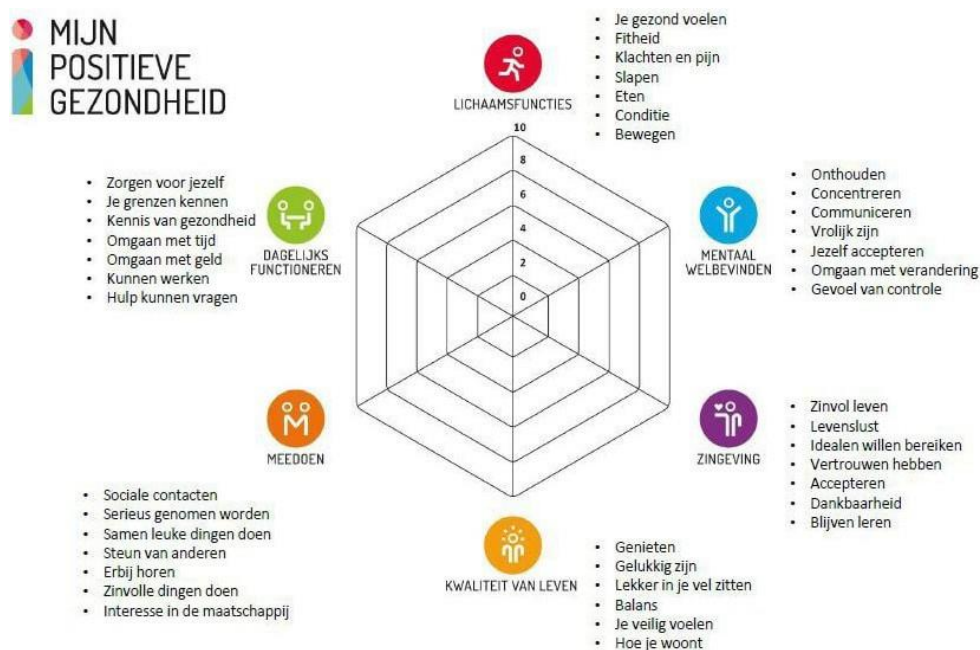 MIJN
POSITIEVE
GEZONDHEID
LICHAAMSFUNCTIES
• Je gezond voelen
• Fitheid
• Klachten en pijn
• Slapen
• Eten
• Conditie
• Bewegen
10
8
6
4
2
0
MENTAAL
WELBEVINDEN
• Onthouden
• Concentreren
• Communiceren
• Vrolijk zijn
• Jezelf accepteren
• Omgaan met verandering
• Gevoel van controle
ZINGEVING
• Zinvol leven
• Levenslust
• Idealen willen bereiken
• Vertrouwen hebben
• Accepteren
• Dankbaarheid
• Blijven leren
KWALITEIT VAN LEVEN
• Genieten
• Gelukkig zijn
• Lekker in je vel zitten
• Balans
• Je veilig voelen
• Hoe je woont
MEEDOEN
• Sociale contacten
• Serieus genomen worden
• Samen leuke dingen doen
• Steun van anderen
• Erbij horen
• Zinvolle dingen doen
• Interesse in de maatschappij
DAGELIJKS
FUNCTIONEREN
• Zorgen voor jezelf
• Je grenzen kennen
• Kennis van gezondheid
• Omgaan met tijd
• Omgaan met geld
• Kunnen werken
• Hulp kunnen vragen